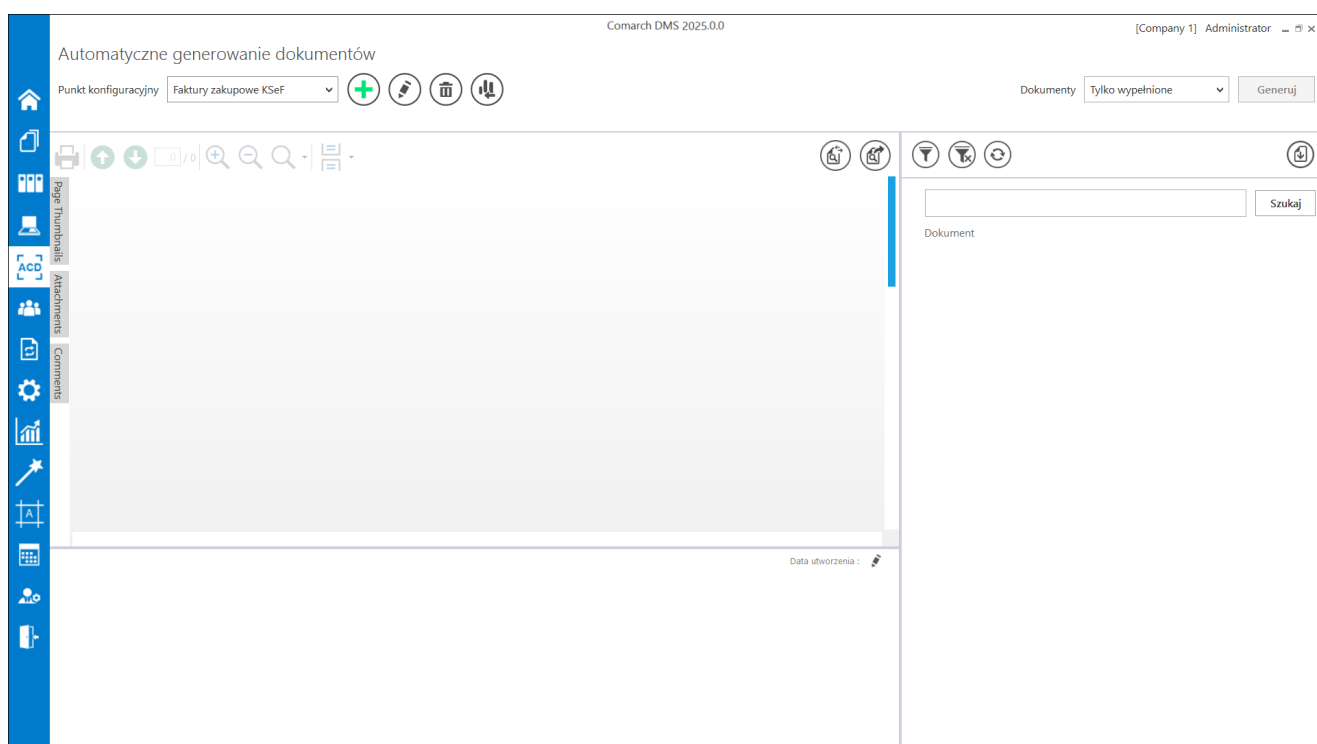 Comarch DMS 2025.0.0
[Company 1] Administrator
Automatyczne generowanie dokumentów
Punkt konfiguracyjny Faktury zakupowe KSeF
Dokumenty Tylko wypełnione Generuj
0 / 0
Page Thumbnails
Attachments
Comments
Szukaj
Dokument
ACD
A
Data utworzenia :